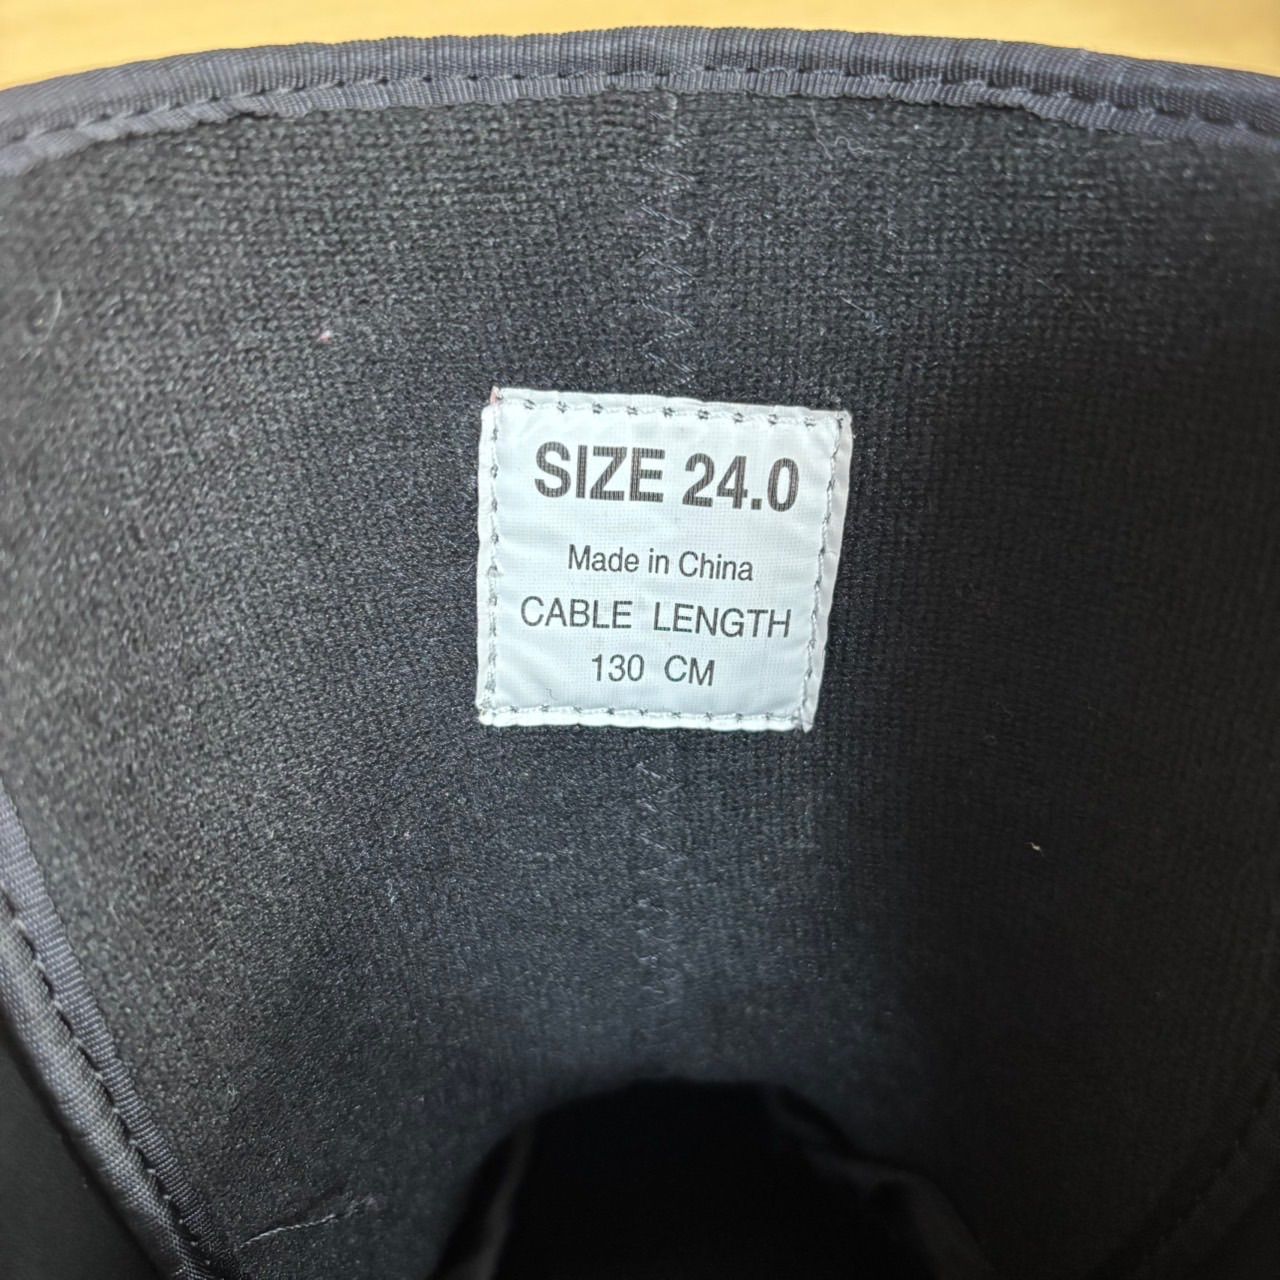 SIZE 24.0
Made in China
CABLE LENGTH
130 CM